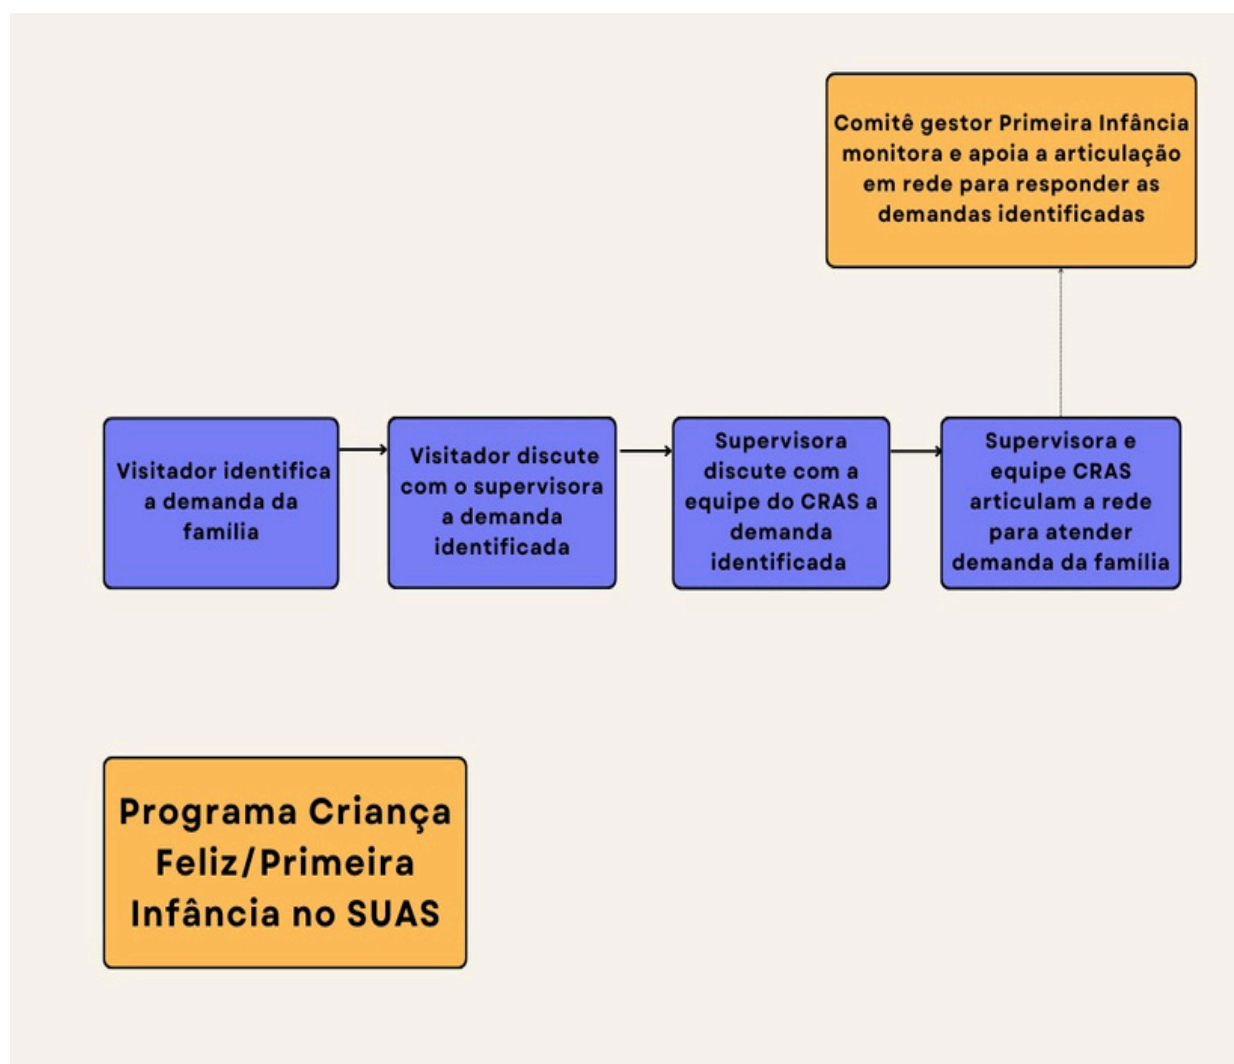 Comitê gestor Primeira Infância
monitora e apoia a articulação
em rede para responder as
demandas identificadas
Visitador identifica
a demanda da
família
Visitador discute
com o supervisora
a demanda
identificada
Supervisora
discute com a
equipe do CRAS a
demanda
identificada
Supervisora e
equipe CRAS
articulam a rede
para atender
demanda da família
Programa Criança
Feliz/Primeira
Infância no SUAS